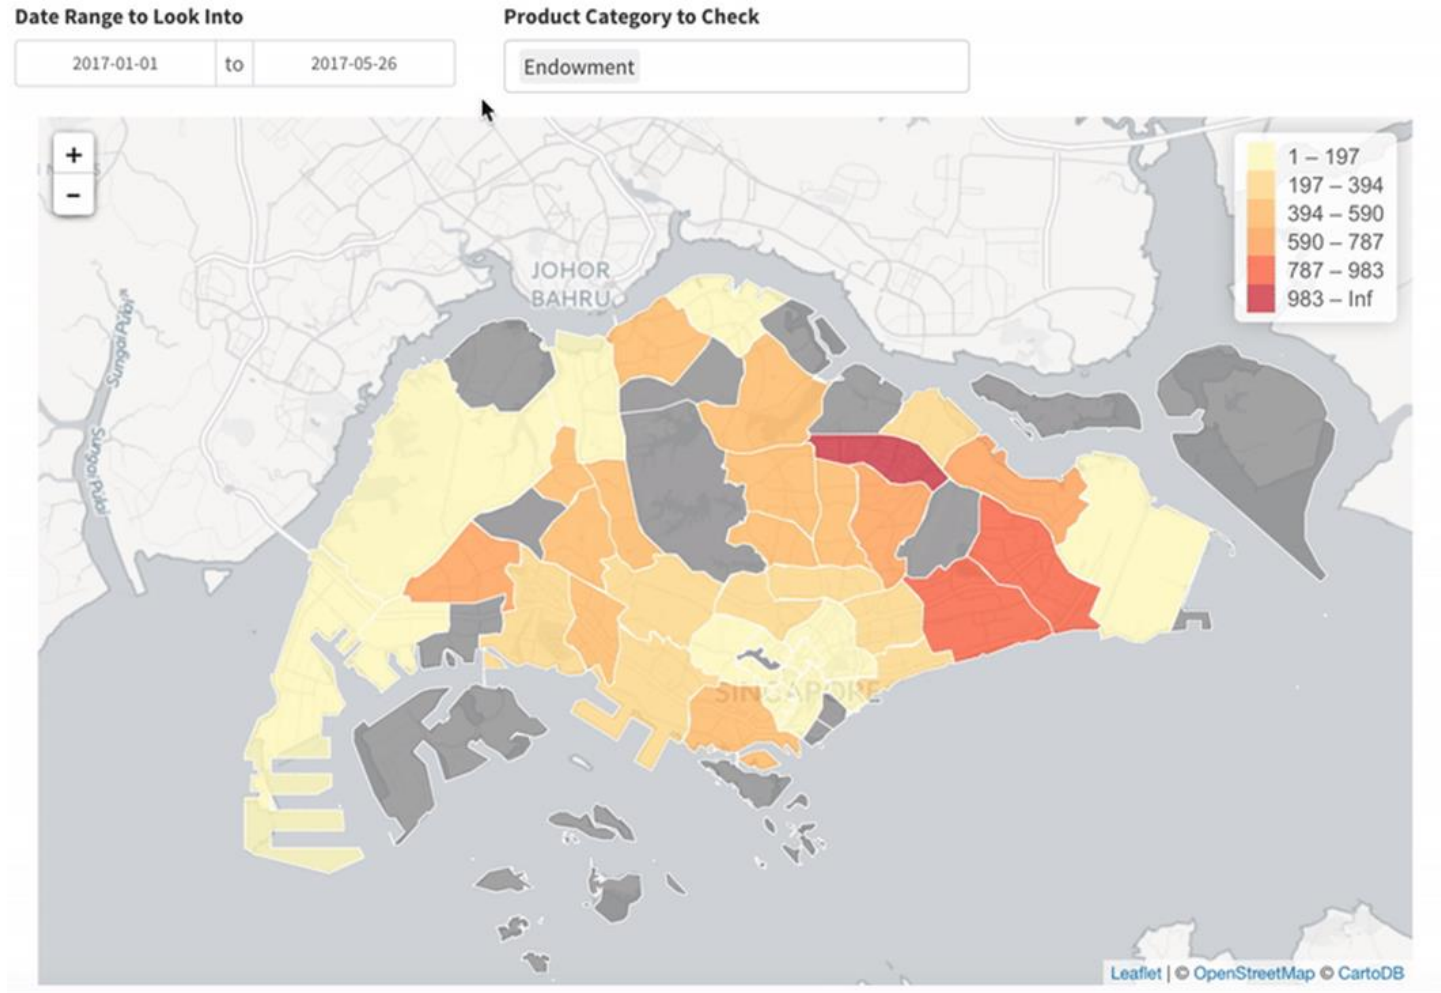 Date Range to Look Into
Product Category to Check
2017-01-01 to 2017-05-26
Endowment
+
−
1 – 197
197 – 394
394 – 590
590 – 787
787 – 983
983 – Inf
JOHOR
BAHRU
Sungai Pulai
Sungai Pulai
SINGAPORE
Leaflet | © OpenStreetMap © CartoDB